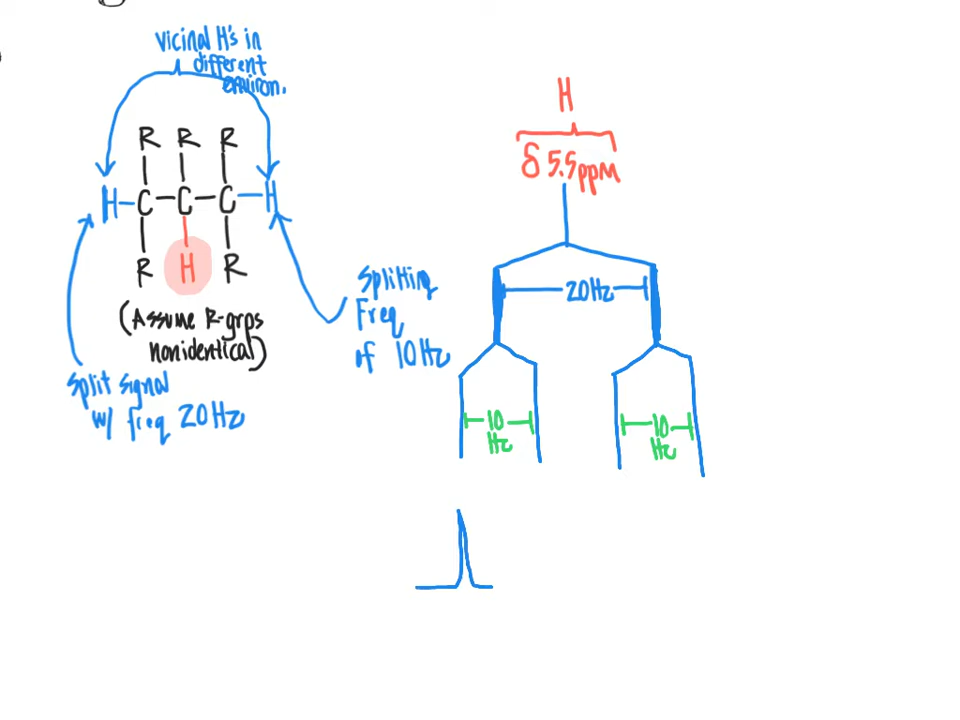 vicinal H's in
different
environ.
R R R
H-C-C-C-H
R H R
(Assume R-grps
nonidentical)
Split signal
w/ freq 20Hz
Splitting
Freq
of 10Hz
H
δ 5.5ppm
20Hz
10
Hz
10
Hz